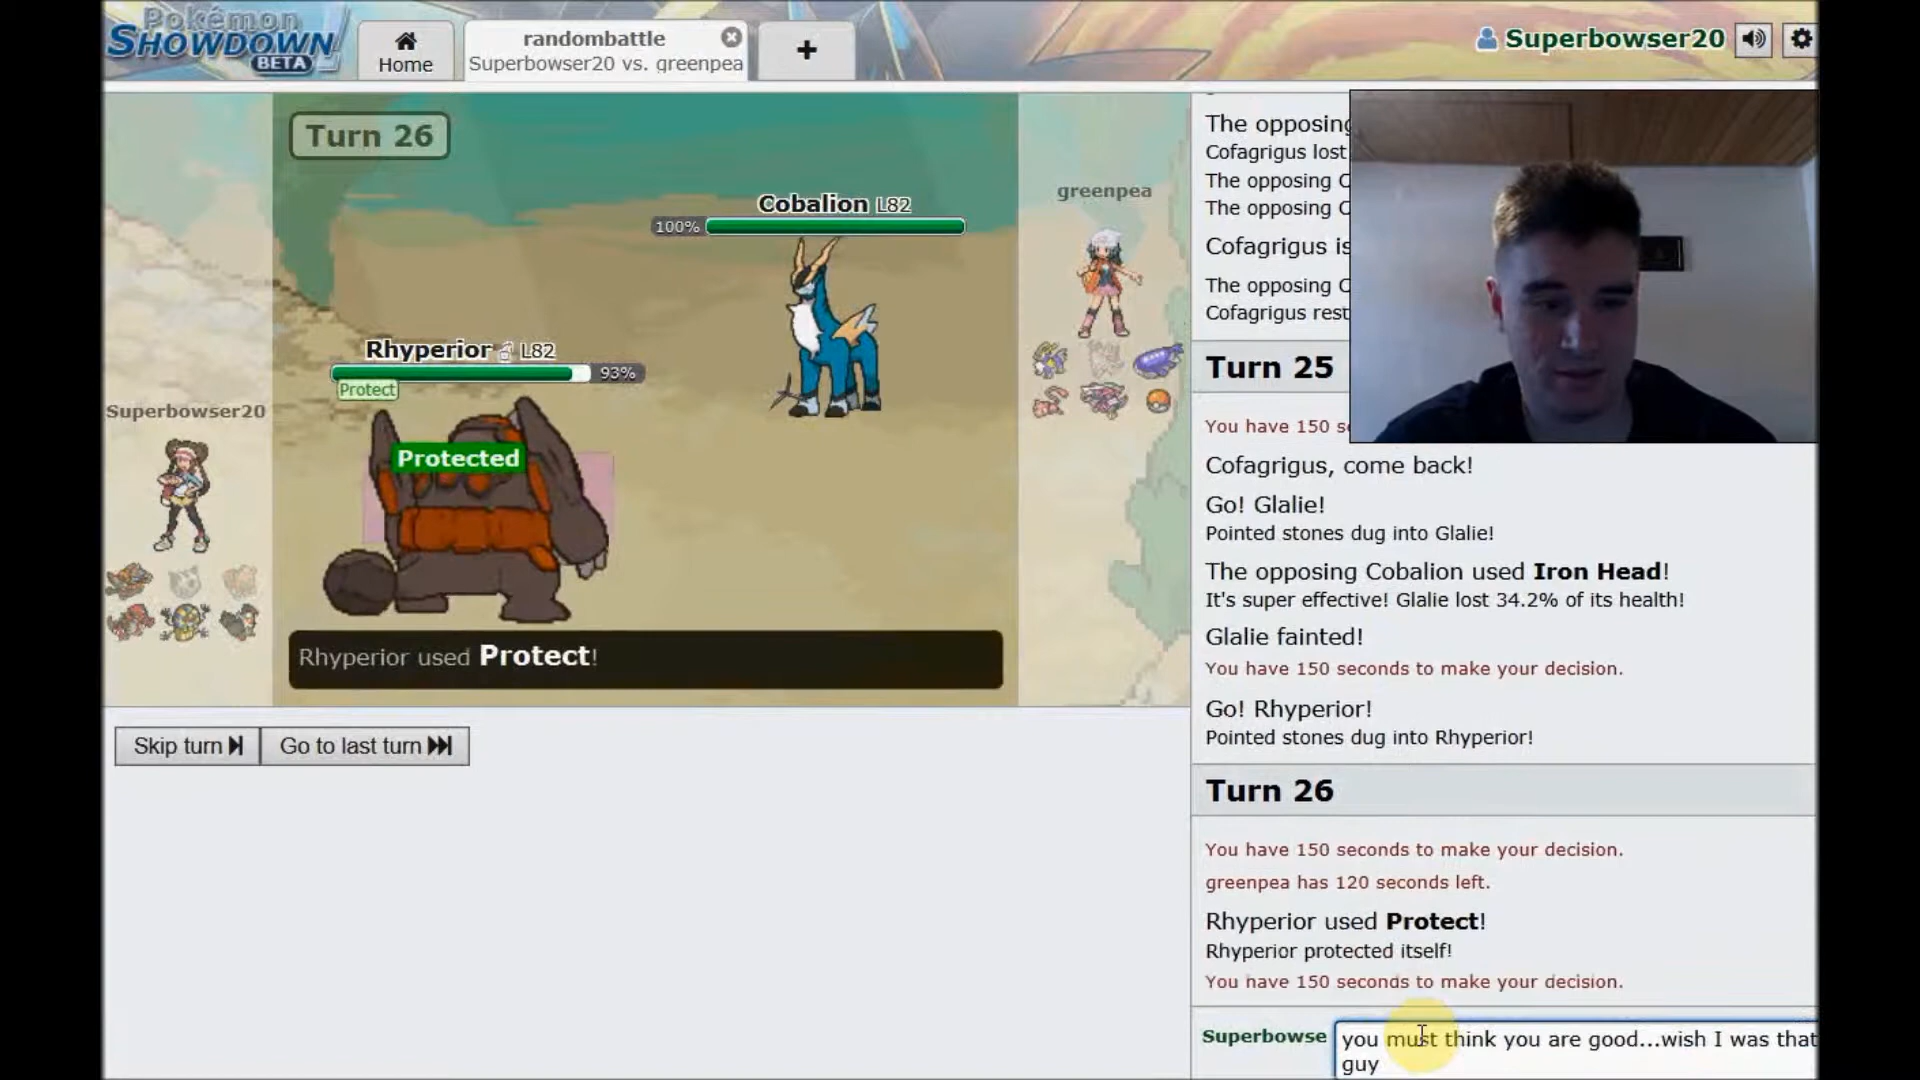 Pokémon
SHOWDOWN
BETA
Home
randombattle
Superbowser20 vs. greenpea
+
Superbowser20
Turn 26
Cobalion L82
100%
greenpea
Rhyperior L82
93%
Protect
Superbowser20
Protected
Rhyperior used Protect!
Skip turn
Go to last turn
The opposing
Cofagrigus lost
The opposing C
The opposing C
Cofagrigus is
The opposing C
Cofagrigus rest
Turn 25
You have 150 s
Cofagrigus, come back!
Go! Glalie!
Pointed stones dug into Glalie!
The opposing Cobalion used Iron Head!
It's super effective! Glalie lost 34.2% of its health!
Glalie fainted!
You have 150 seconds to make your decision.
Go! Rhyperior!
Pointed stones dug into Rhyperior!
Turn 26
You have 150 seconds to make your decision.
greenpea has 120 seconds left.
Rhyperior used Protect!
Rhyperior protected itself!
You have 150 seconds to make your decision.
Superbowse
you must think you are good...wish I was that
guy